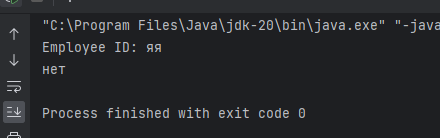 "C:\Program Files\Java\jdk-20\bin\java.exe" "-java
Employee ID: яя
нет
Process finished with exit code 0